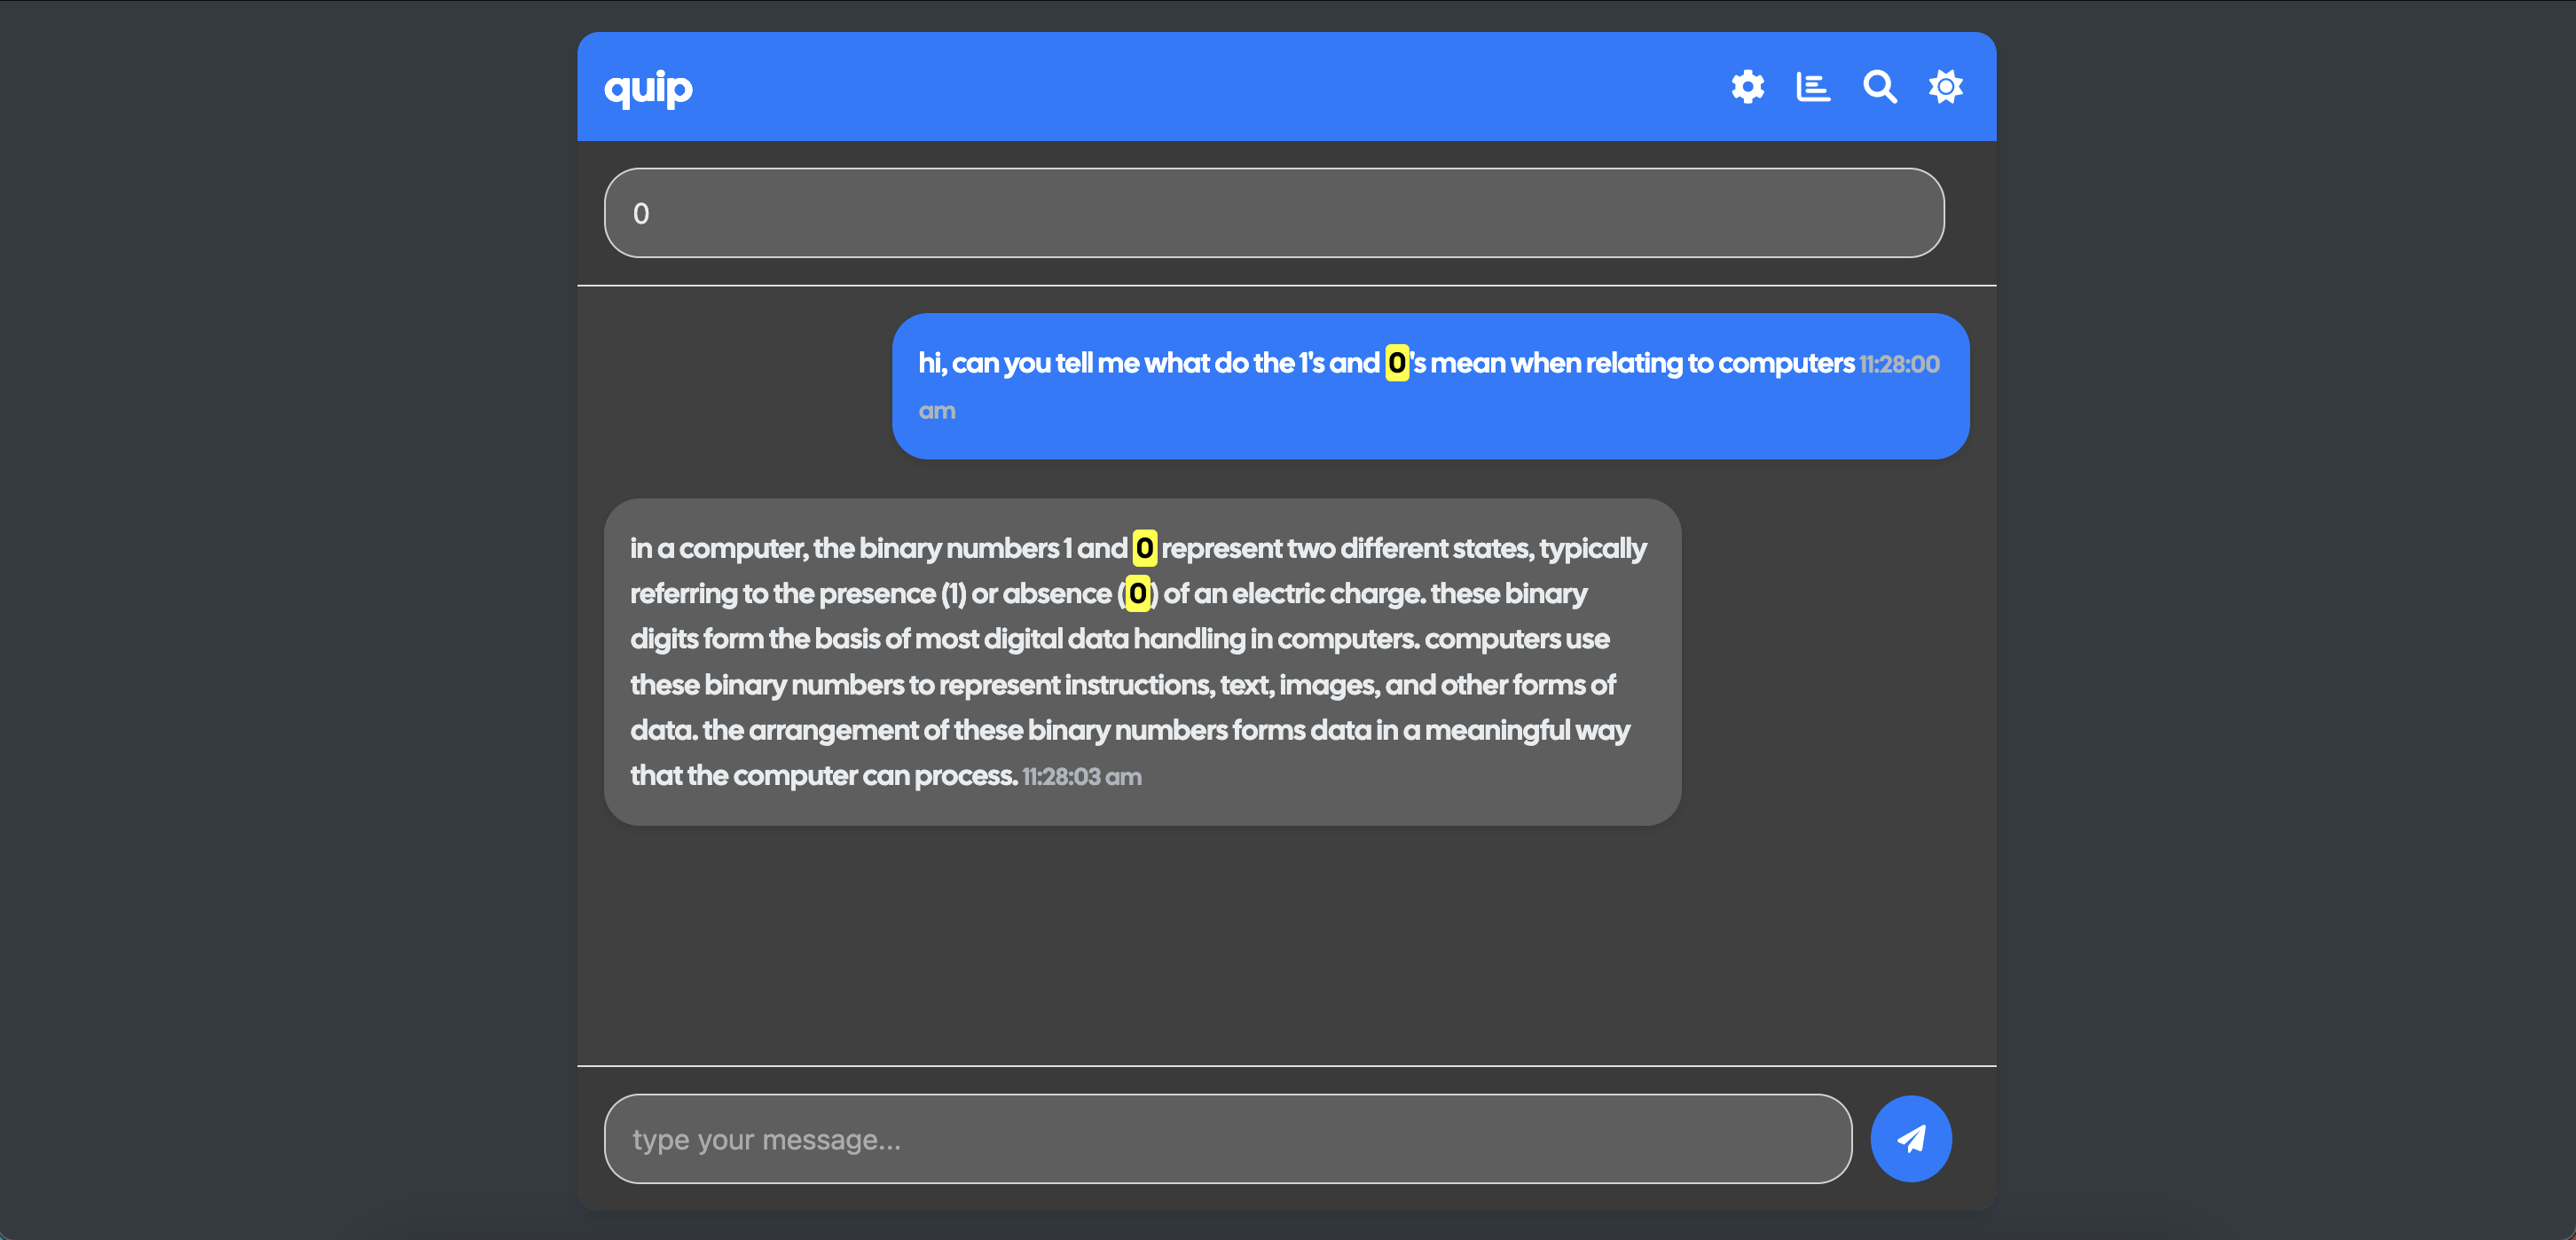 quip
0
hi, can you tell me what do the 1's and 0's mean when relating to computers 11:28:00
am
in a computer, the binary numbers 1 and 0 represent two different states, typically
referring to the presence (1) or absence (0) of an electric charge. these binary
digits form the basis of most digital data handling in computers. computers use
these binary numbers to represent instructions, text, images, and other forms of
data. the arrangement of these binary numbers forms data in a meaningful way
that the computer can process. 11:28:03 am
type your message...